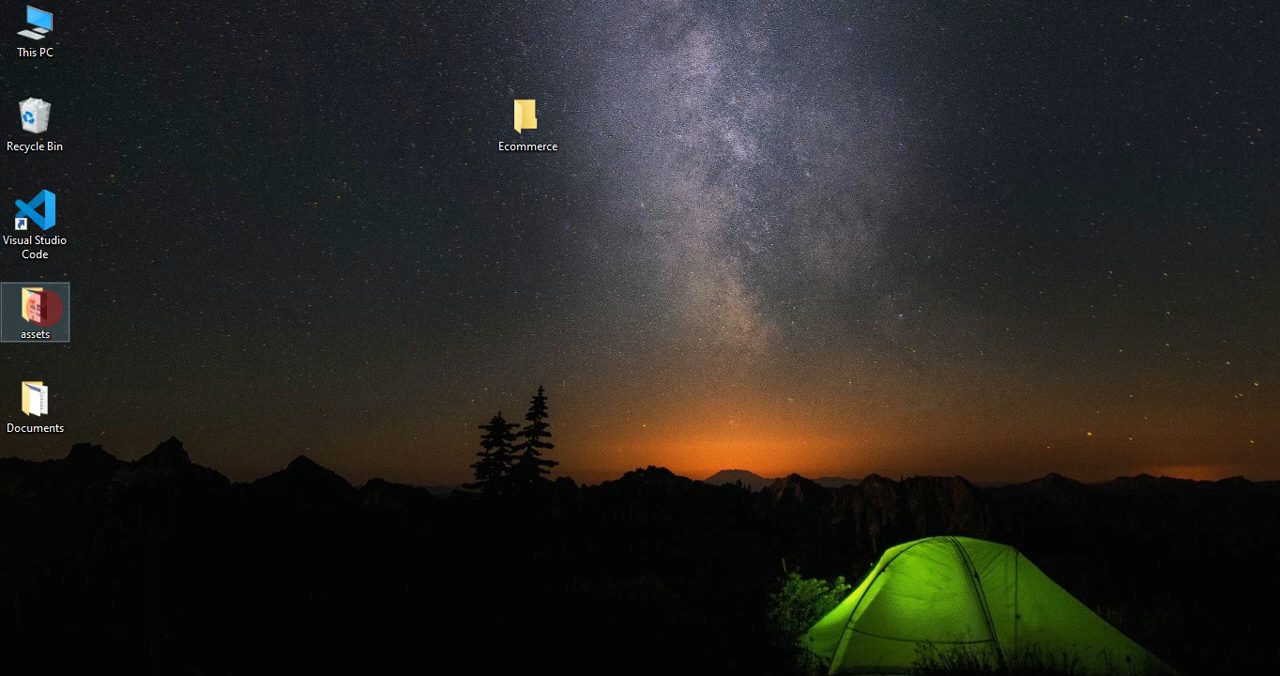 This PC
Recycle Bin
Visual Studio
Code
assets
Documents
Ecommerce